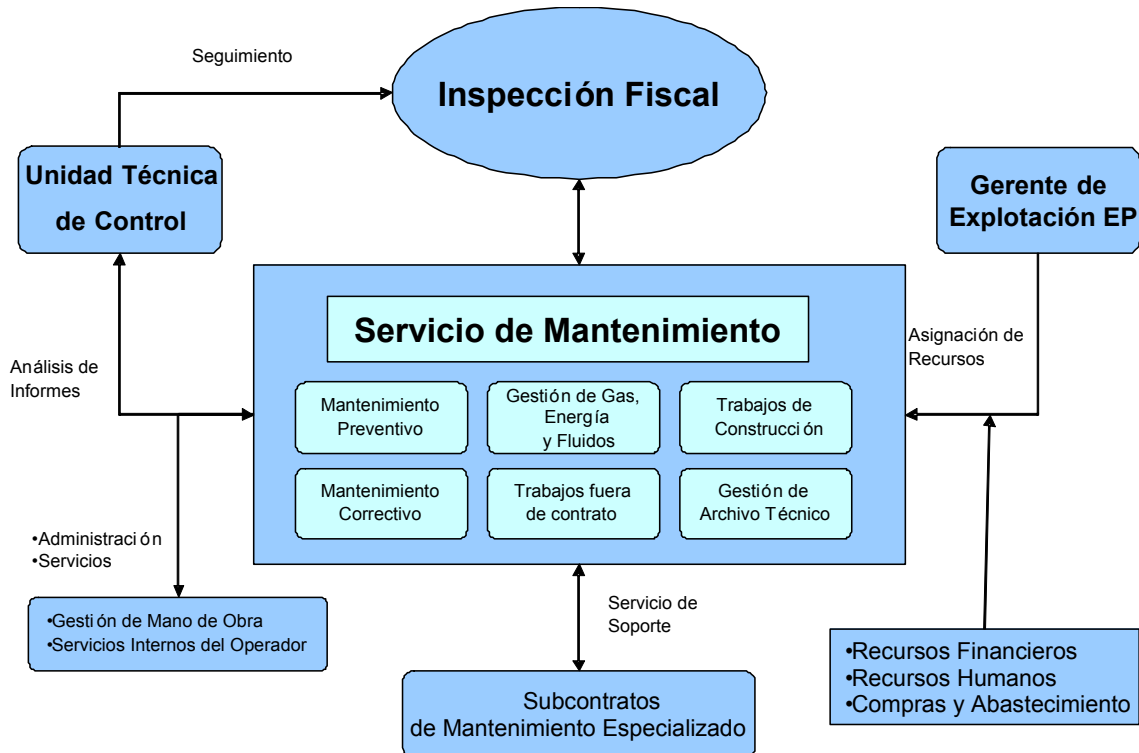 Seguimiento
Inspección Fiscal
Unidad Técnica
de Control
Gerente de
Explotación EP
Servicio de Mantenimiento
Asignación de
Recursos
Análisis de
Informes
Mantenimiento
Preventivo
Gestión de Gas,
Energía
y Fluidos
Trabajos de
Construcción
Mantenimiento
Correctivo
Trabajos fuera
de contrato
Gestión de
Archivo Técnico
•Administración
•Servicios
•Gestión de Mano de Obra
•Servicios Internos del Operador
Servicio de
Soporte
•Recursos Financieros
•Recursos Humanos
•Compras y Abastecimiento
Subcontratos
de Mantenimiento Especializado